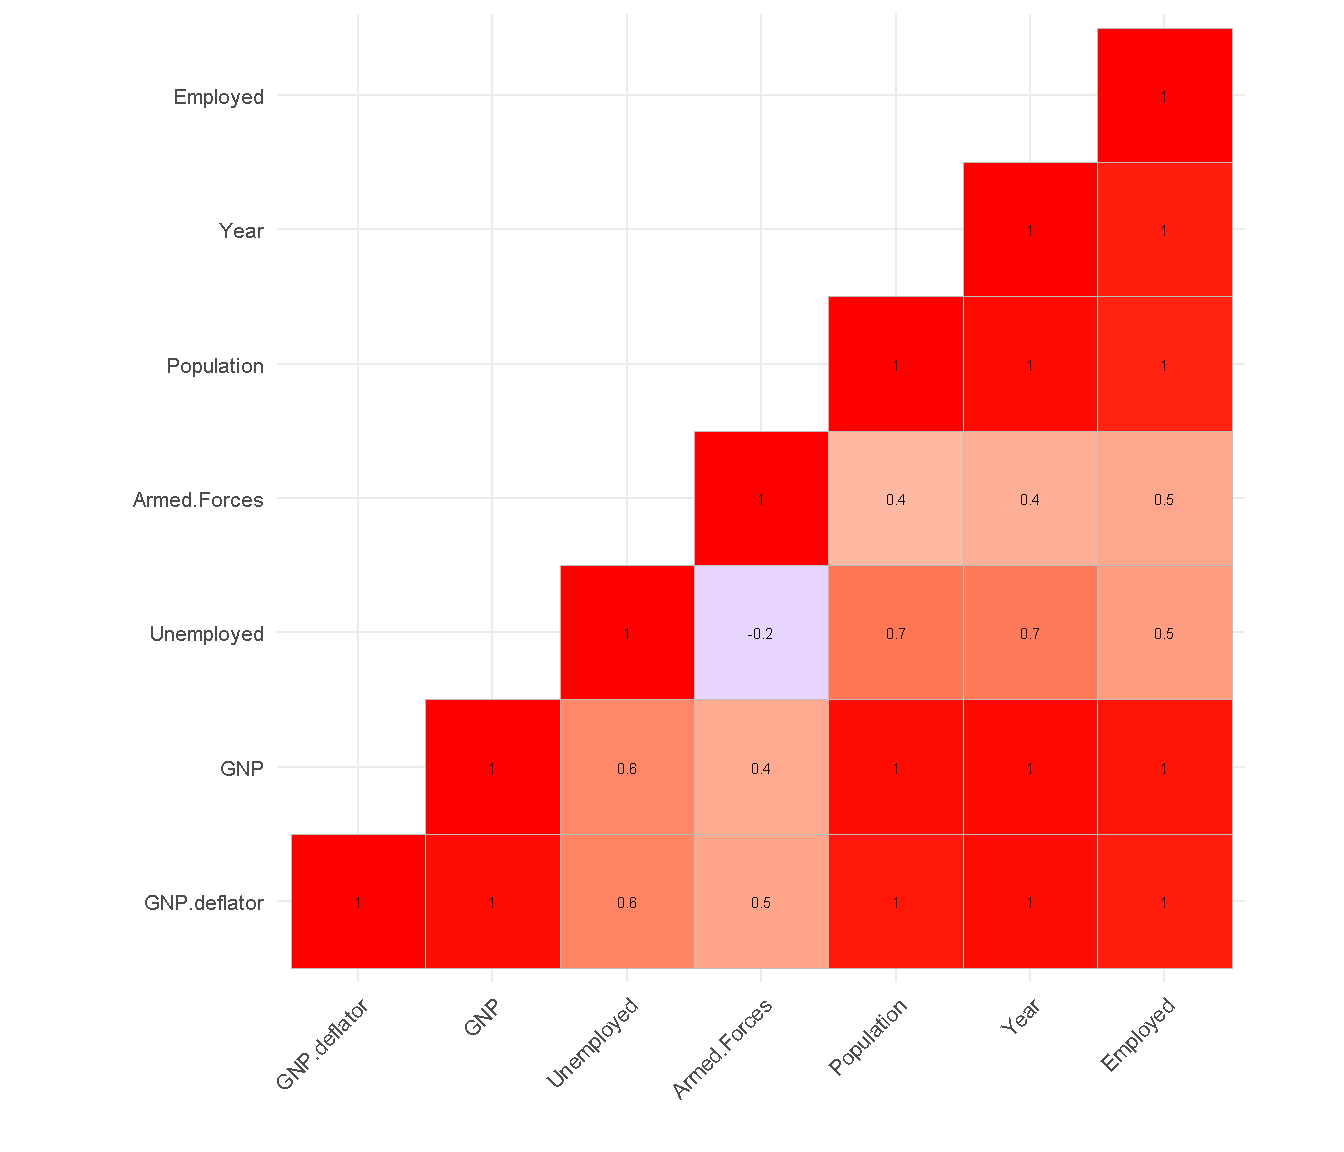 Employed 1
Year 1 1
Population 1 1 1
Armed.Forces 1 0.4 0.4 0.5
Unemployed 1 -0.2 0.7 0.7 0.5
GNP 1 0.6 0.4 1 1 1
GNP.deflator 1 1 0.6 0.5 1 1 1
GNP.deflator GNP Unemployed Armed.Forces Population Year Employed